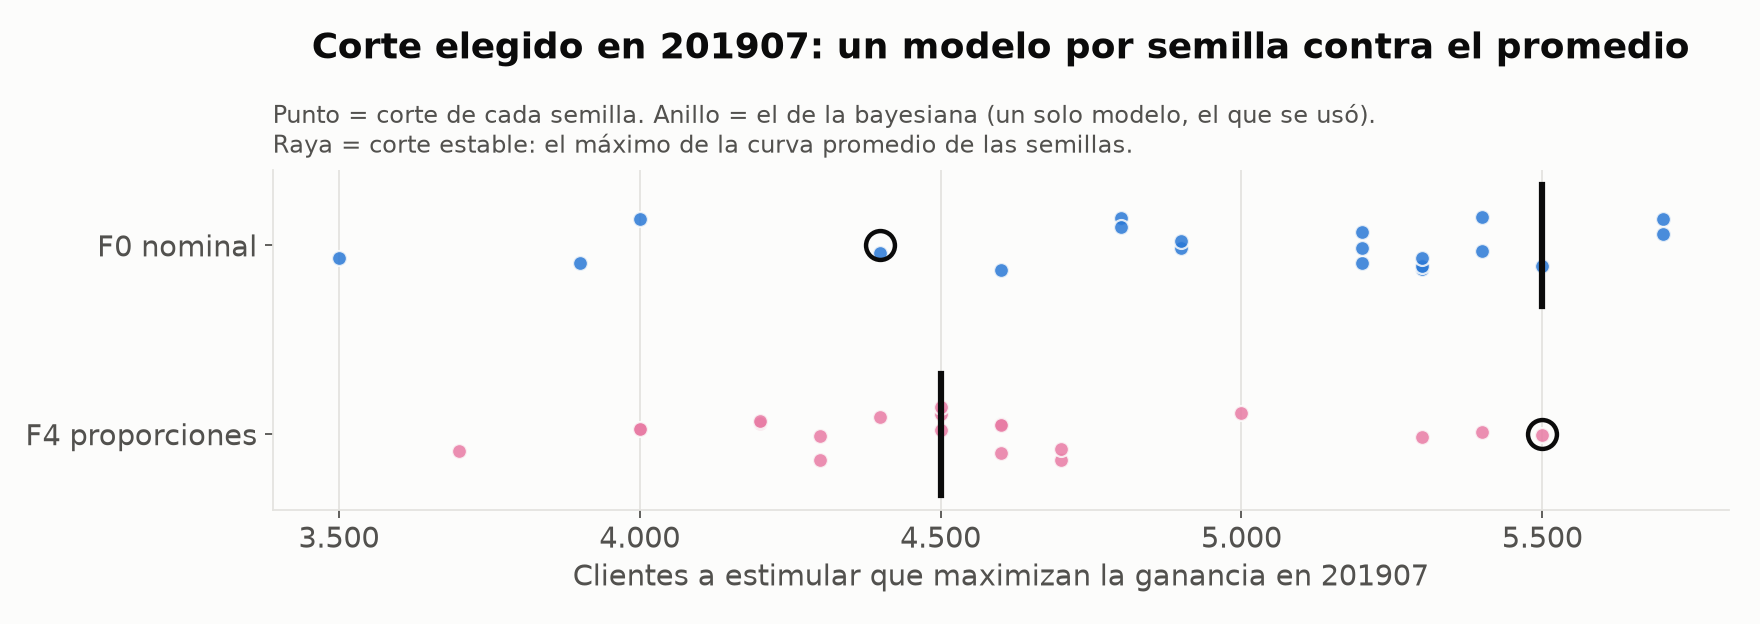 Corte elegido en 201907: un modelo por semilla contra el promedio
Punto = corte de cada semilla. Anillo = el de la bayesiana (un solo modelo, el que se usó).
Raya = corte estable: el máximo de la curva promedio de las semillas.
F0 nominal
F4 proporciones
3.500 4.000 4.500 5.000 5.500
Clientes a estimular que maximizan la ganancia en 201907